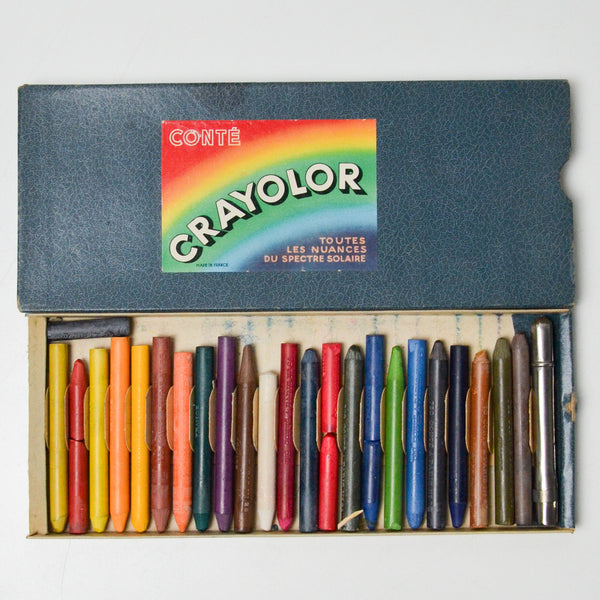 CONTÉ
CRAYOLOR
TOUTES
LES NUANCES
DU SPECTRE SOLAIRE
MADE IN FRANCE